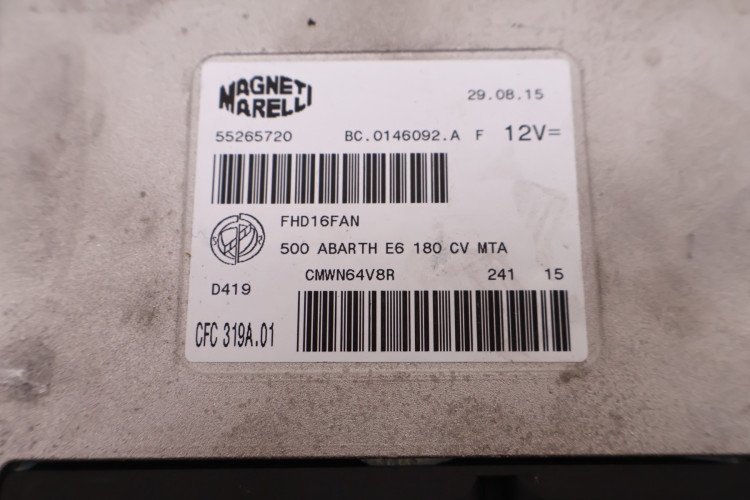 MAGNETI
MARELLI
29.08.15
55265720 BC.0146092.A F 12V=
FHD16FAN
500 ABARTH E6 180 CV MTA
CMWN64V8R 241 15
D419
CFC 319A.01